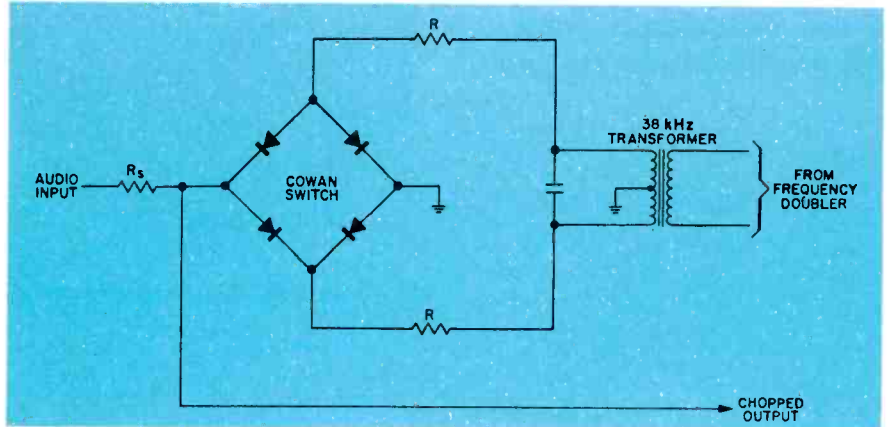 R
38 kHz
TRANSFORMER
AUDIO
INPUT
Rs
COWAN
SWITCH
FROM
FREQUENCY
DOUBLER
R
CHOPPED
OUTPUT